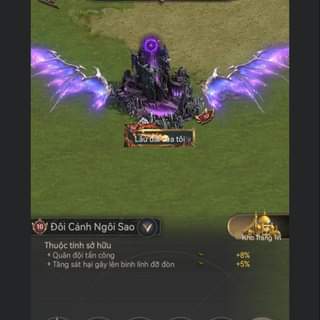 Lâu đài của tôi
10
Đôi Cánh Ngôi Sao
Kho Trang Trí
Thuộc tính sở hữu
* Quân đội tấn công +8%
* Tăng sát hại gây lên binh lính đỡ đòn +5%